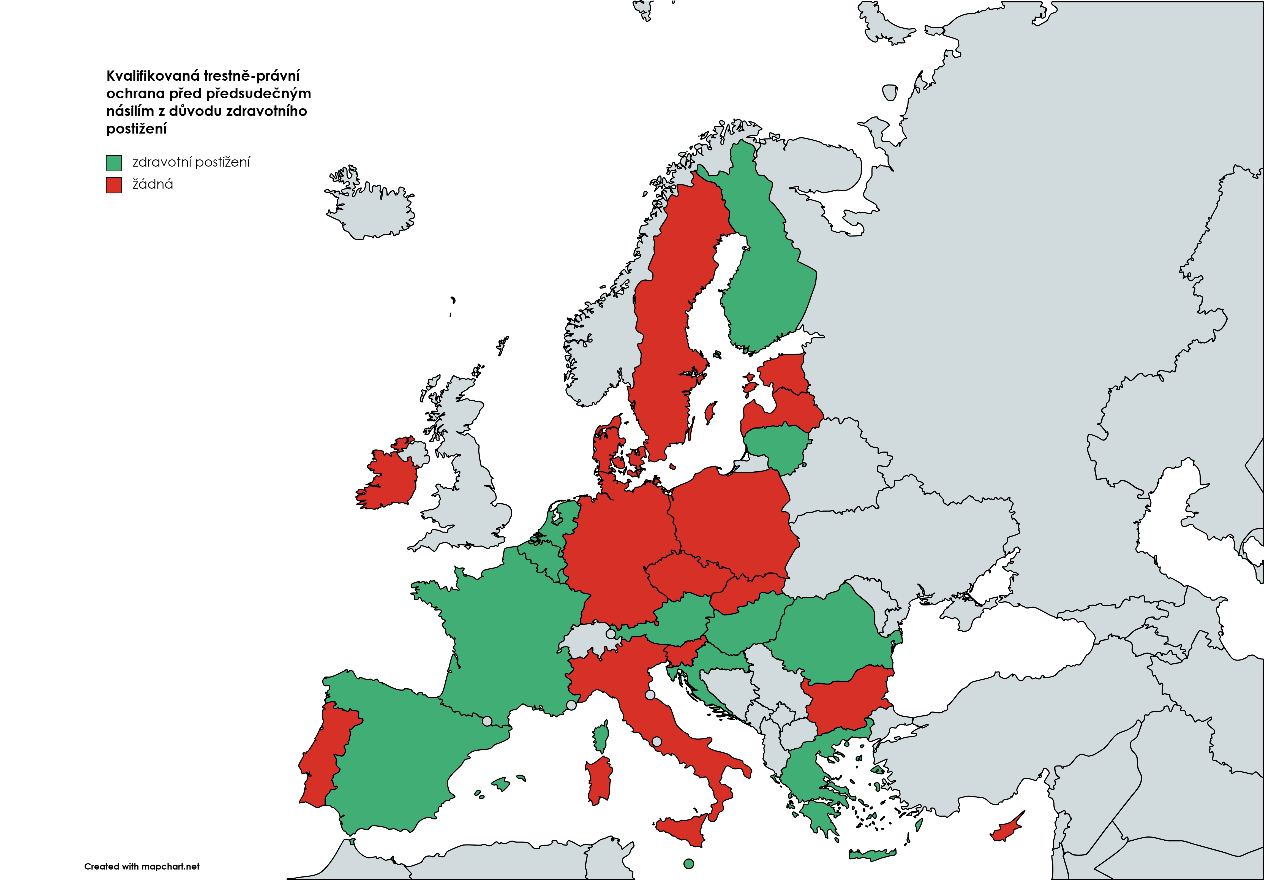 Kvalifikovaná trestně-právní
ochrana před předsudečným
násilím z důvodu zdravotního
postižení
zdravotní postižení
žádná
Created with mapchart.net